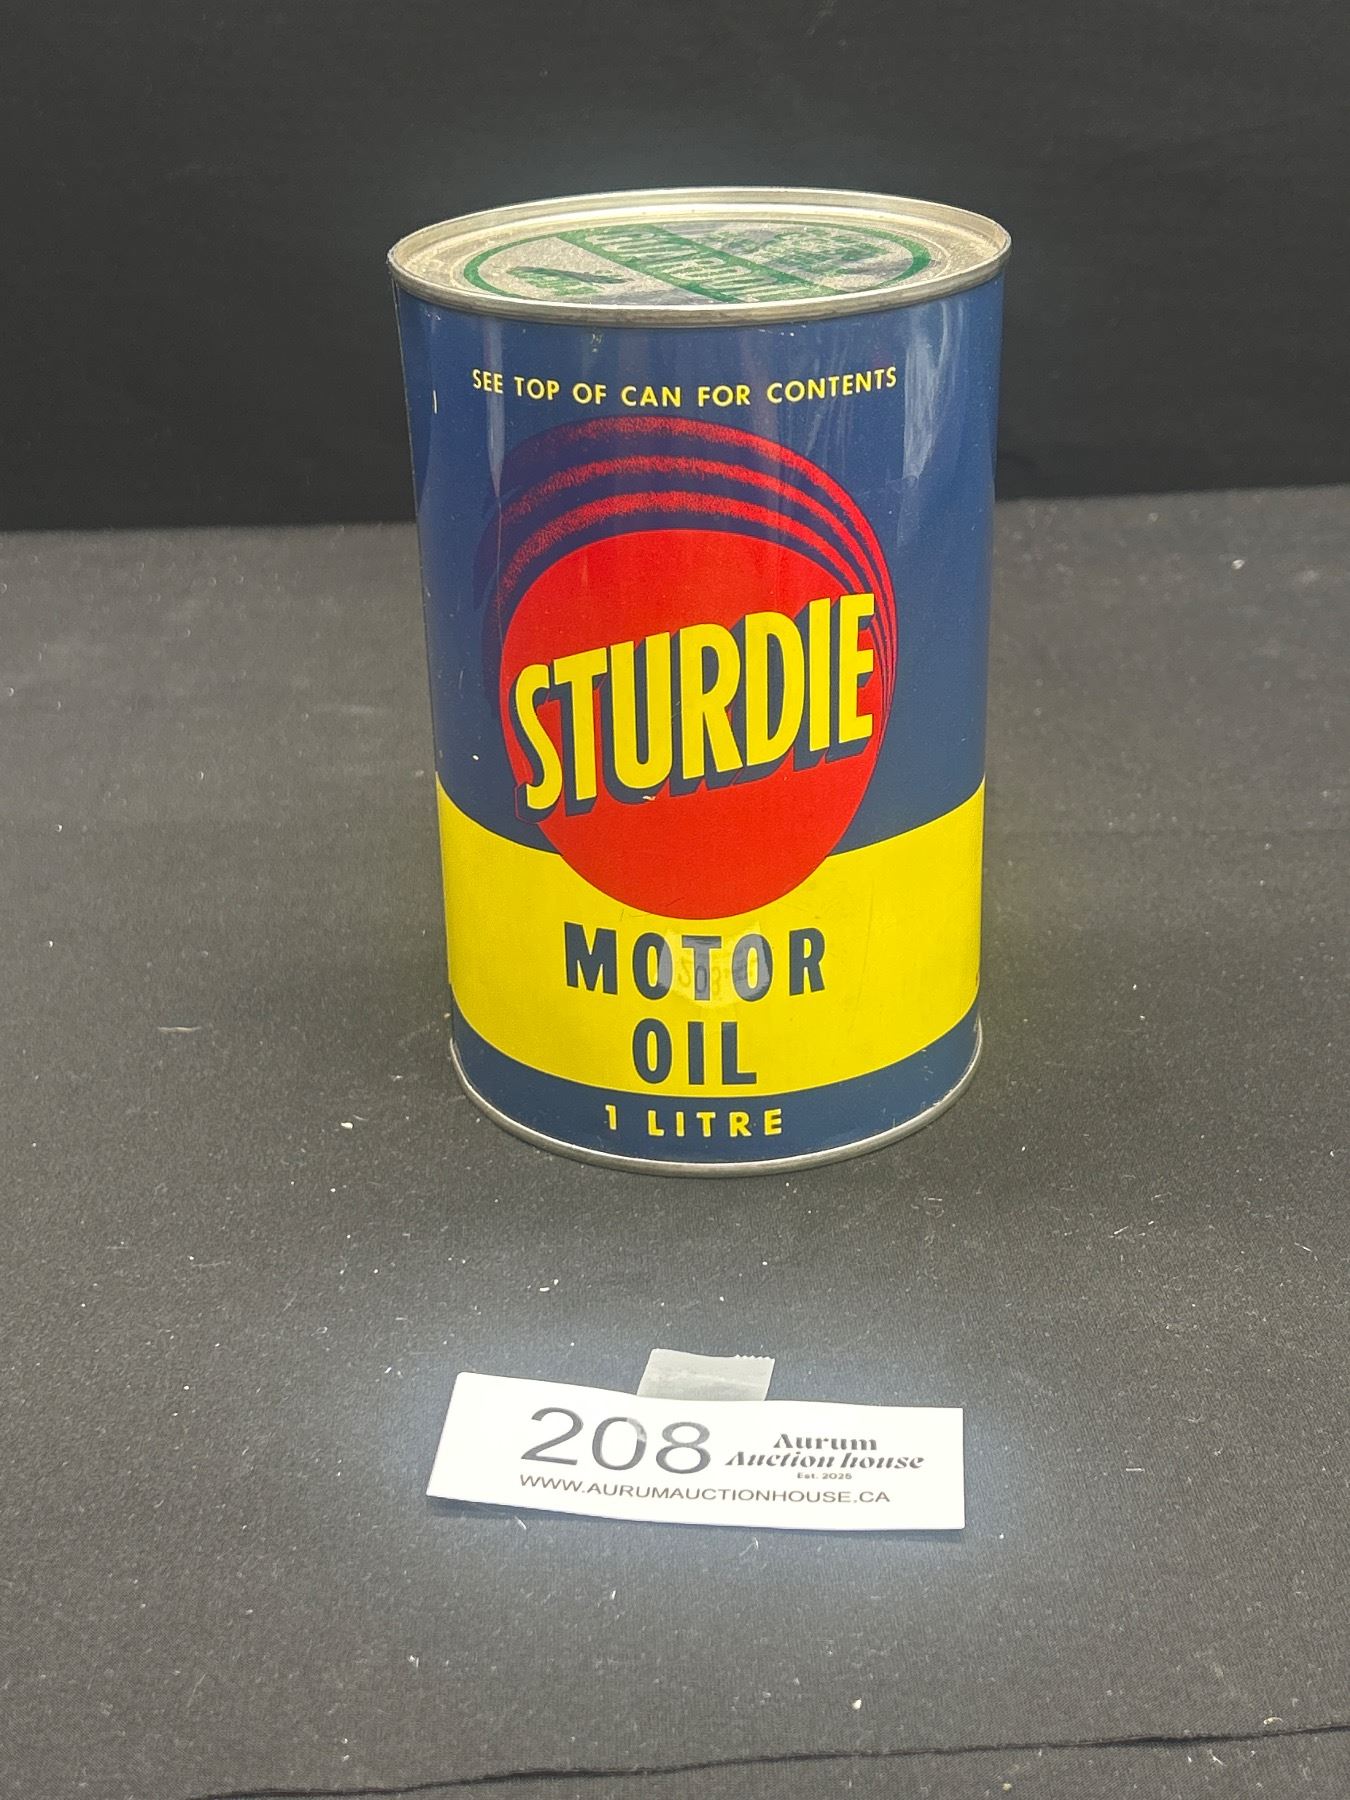 SEE TOP OF CAN FOR CONTENTS
STURDIE
MOTOR
OIL
1 LITRE
208
Aurum
Auction house
Est. 2025
WWW.AURUMAUCTIONHOUSE.CA